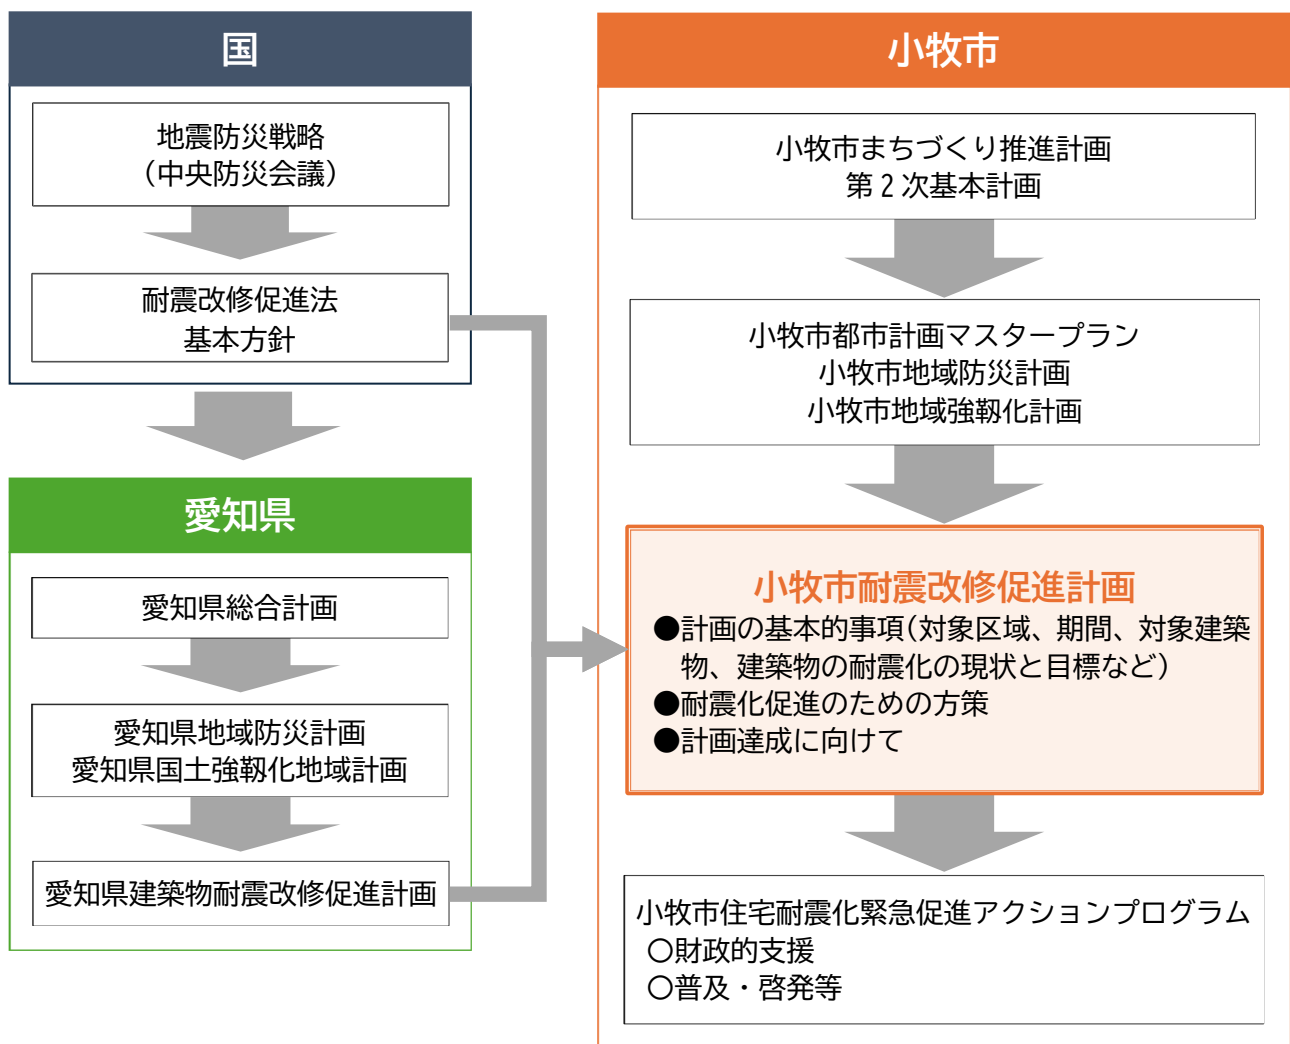 国
地震防災戦略
（中央防災会議）
耐震改修促進法
基本方針
愛知県
愛知県総合計画
愛知県地域防災計画
愛知県国土強靱化地域計画
愛知県建築物耐震改修促進計画
小牧市
小牧市まちづくり推進計画
第２次基本計画
小牧市都市計画マスタープラン
小牧市地域防災計画
小牧市地域強靱化計画
小牧市耐震改修促進計画
●計画の基本的事項（対象区域、期間、対象建築
物、建築物の耐震化の現状と目標など）
●耐震化促進のための方策
●計画達成に向けて
小牧市住宅耐震化緊急促進アクションプログラム
○財政的支援
○普及・啓発等